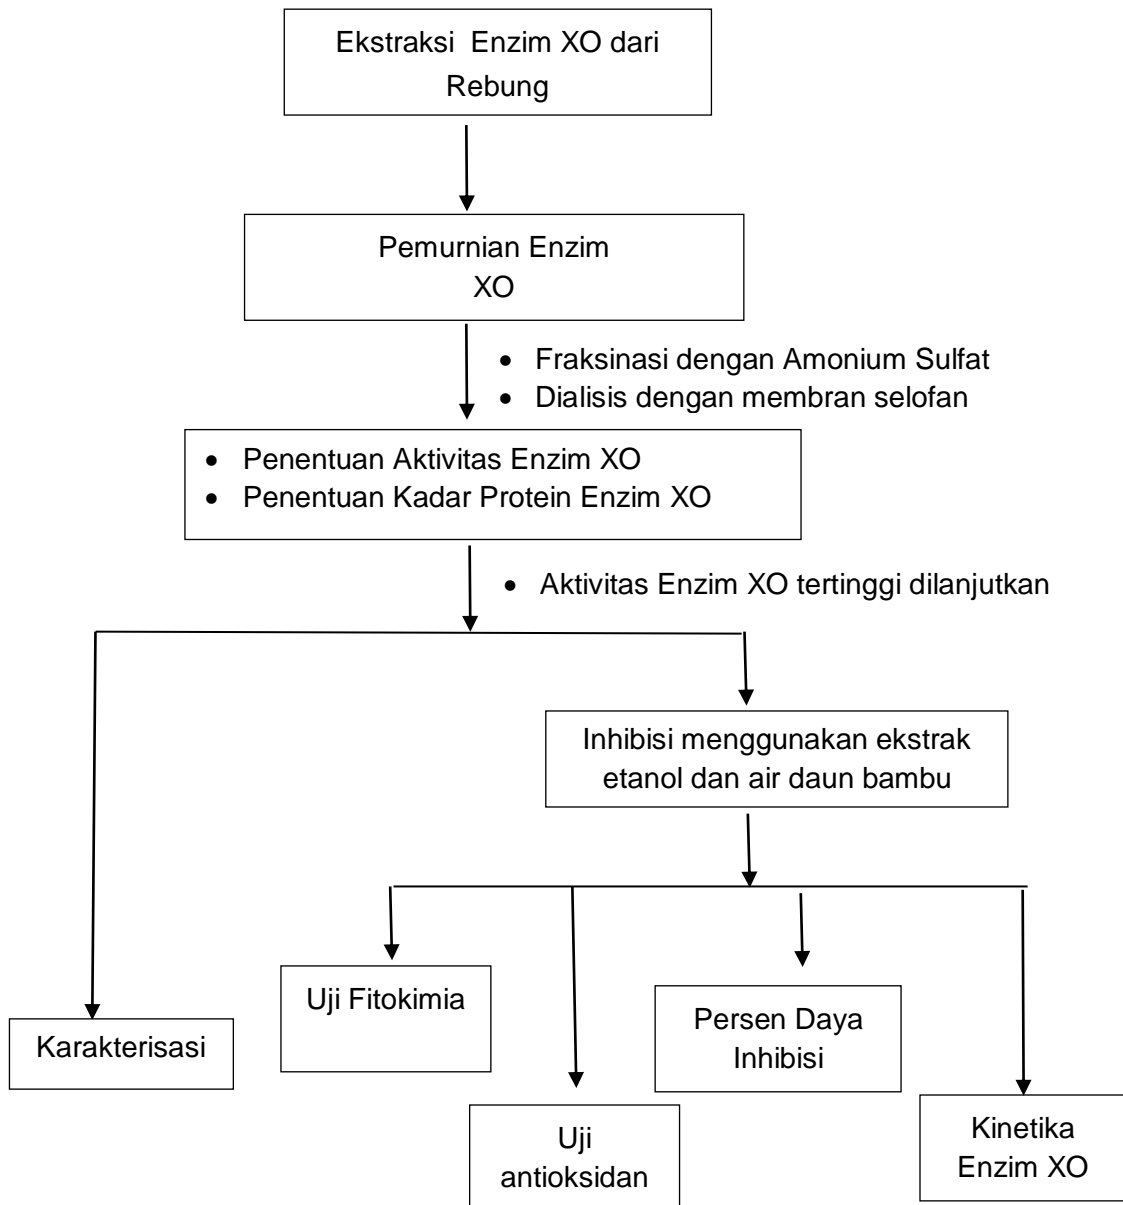 Ekstraksi Enzim XO dari
Rebung
Pemurnian Enzim
XO
• Fraksinasi dengan Amonium Sulfat
• Dialisis dengan membran selofan
• Penentuan Aktivitas Enzim XO
• Penentuan Kadar Protein Enzim XO
• Aktivitas Enzim XO tertinggi dilanjutkan
Inhibisi menggunakan ekstrak
etanol dan air daun bambu
Karakterisasi
Uji Fitokimia
Uji
antioksidan
Persen Daya
Inhibisi
Kinetika
Enzim XO